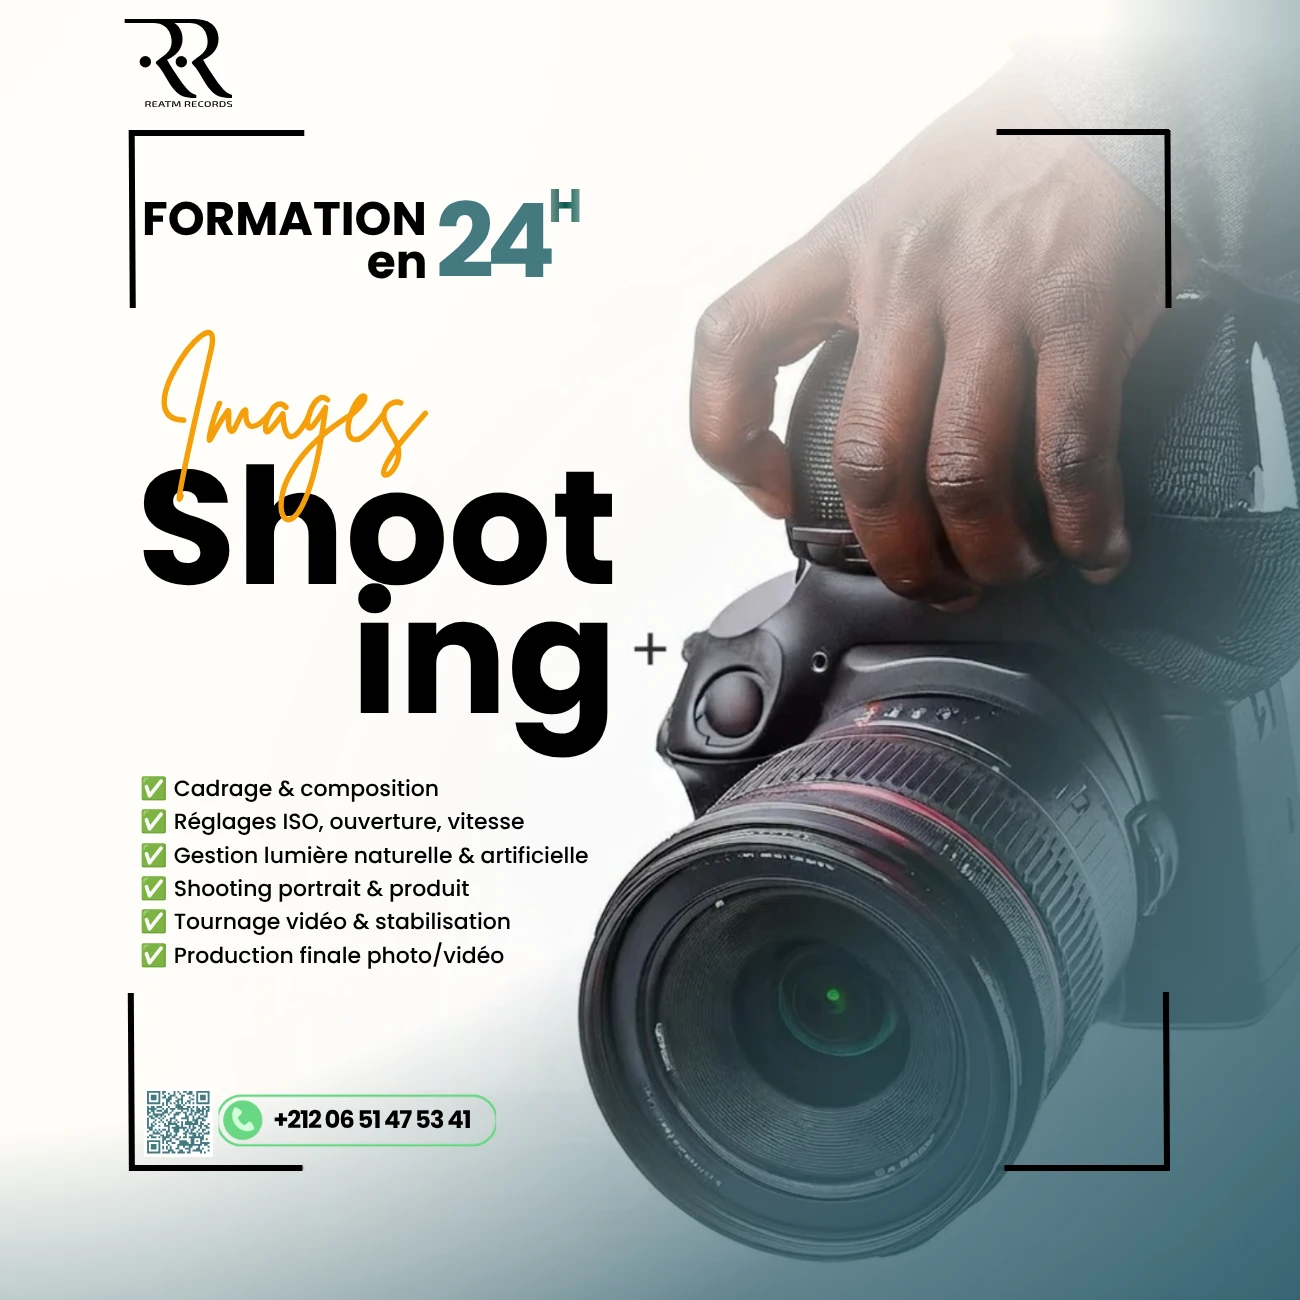 REATM RECORDS
FORMATION
en 24H
Images
Shoot
ing
✅ Cadrage & composition
✅ Réglages ISO, ouverture, vitesse
✅ Gestion lumière naturelle & artificielle
✅ Shooting portrait & produit
✅ Tournage vidéo & stabilisation
✅ Production finale photo/vidéo
+212 06 51 47 53 41